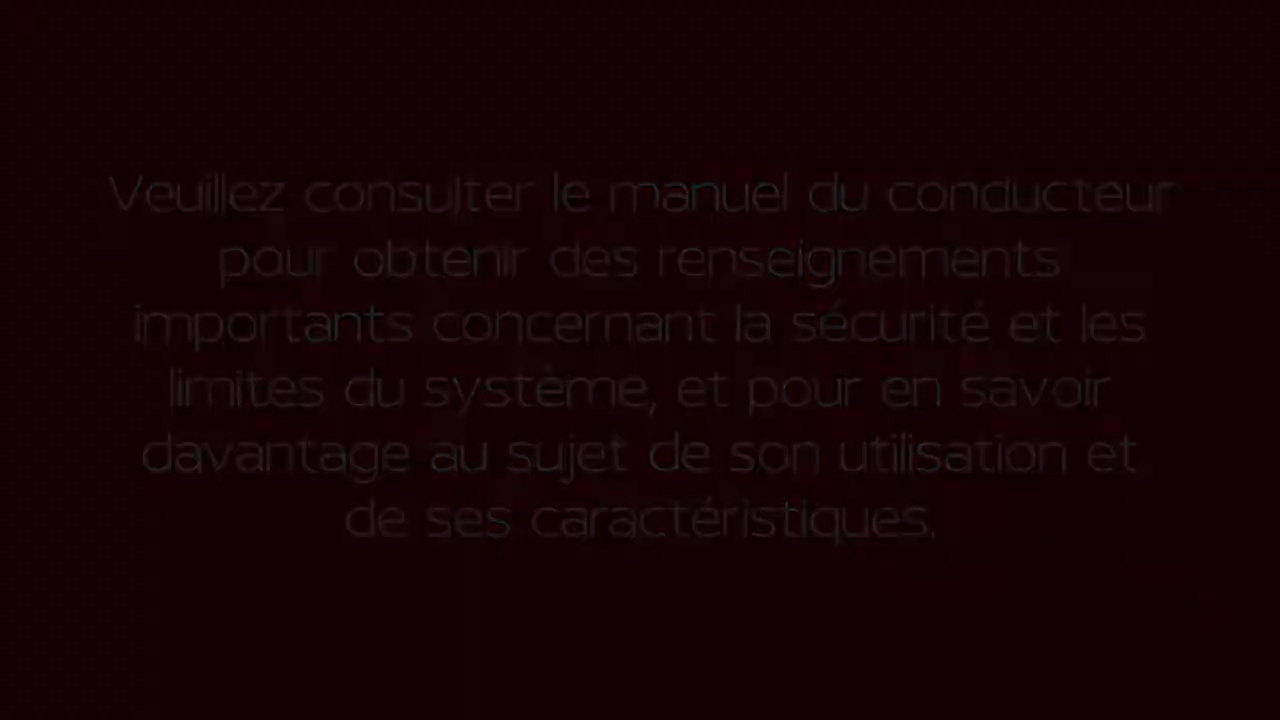 Veuillez consulter le manuel du conducteur
pour obtenir des renseignements
importants concernant la sécurité et les
limites du système, et pour en savoir
davantage au sujet de son utilisation et
de ses caractéristiques.